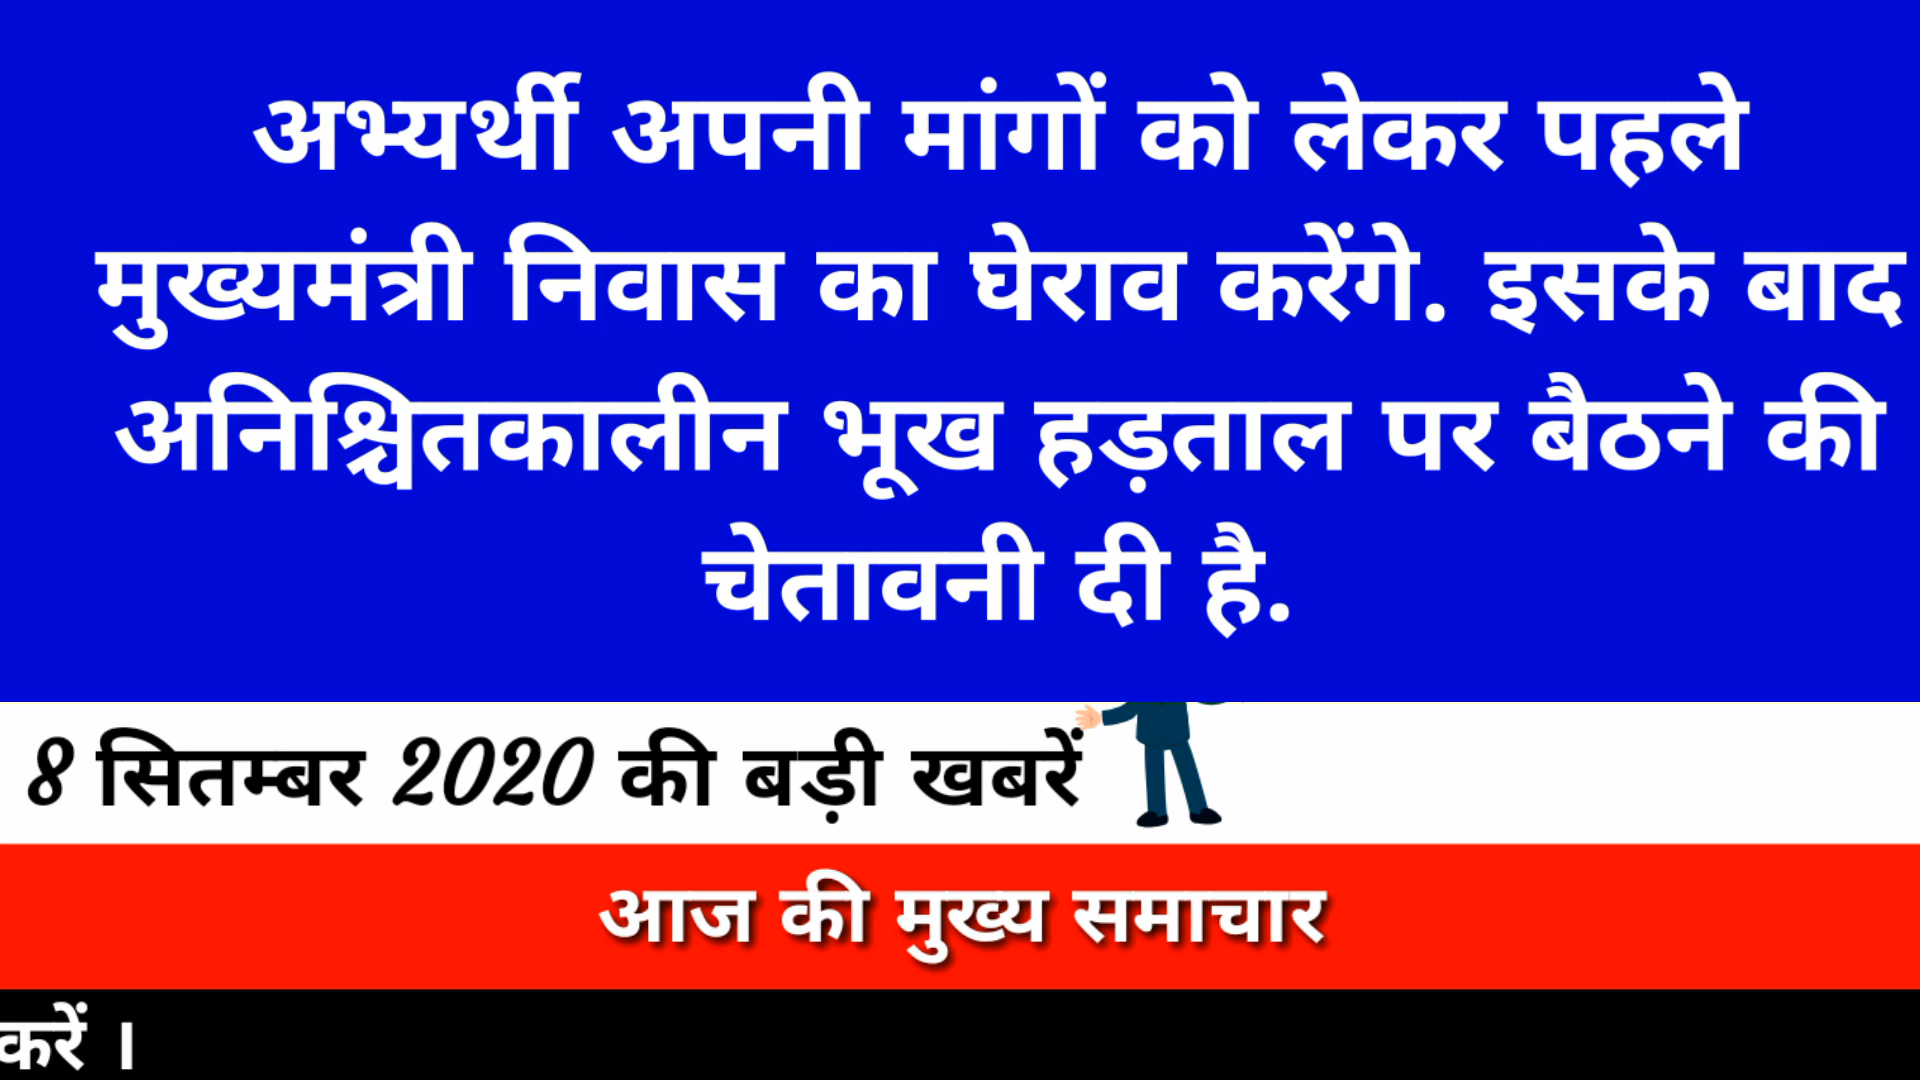 अभ्यर्थी अपनी मांगों को लेकर पहले
मुख्यमंत्री निवास का घेराव करेंगे. इसके बाद
अनिश्चितकालीन भूख हड़ताल पर बैठने की
चेतावनी दी है.
8 सितम्बर 2020 की बड़ी खबरें
आज की मुख्य समाचार
करें ।